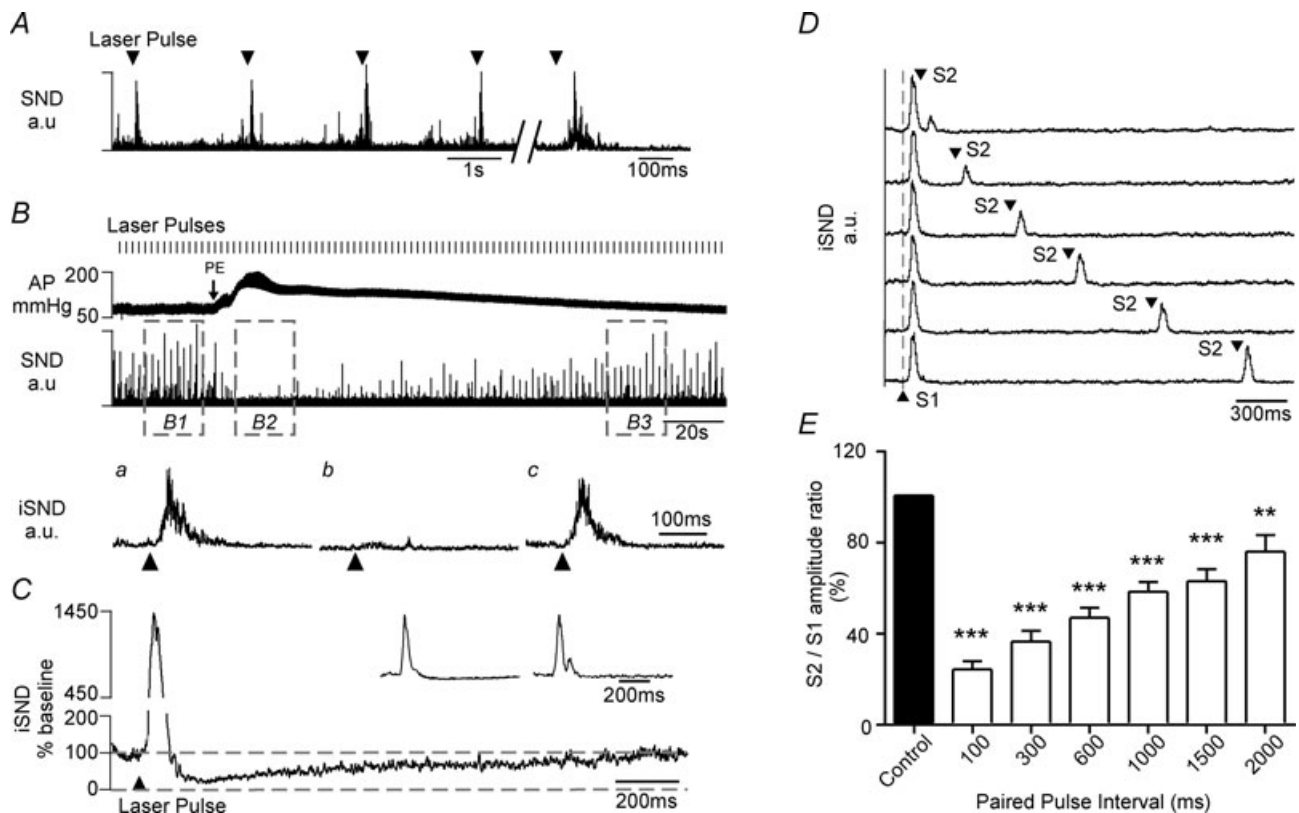 A
Laser Pulse
SND
a.u
1s
100ms
B
Laser Pulses
AP
mmHg
200
50
PE
SND
a.u
B1
B2
B3
20s
a
b
c
iSND
a.u.
100ms
C
iSND
% baseline
1450
450
200
100
0
200ms
Laser Pulse
200ms
D
iSND
a.u.
S2
S2
S2
S2
S2
S2
S1
300ms
E
S2 / S1 amplitude ratio
(%)
120
80
40
0
***
***
***
***
***
**
Control
100
300
600
1000
1500
2000
Paired Pulse Interval (ms)